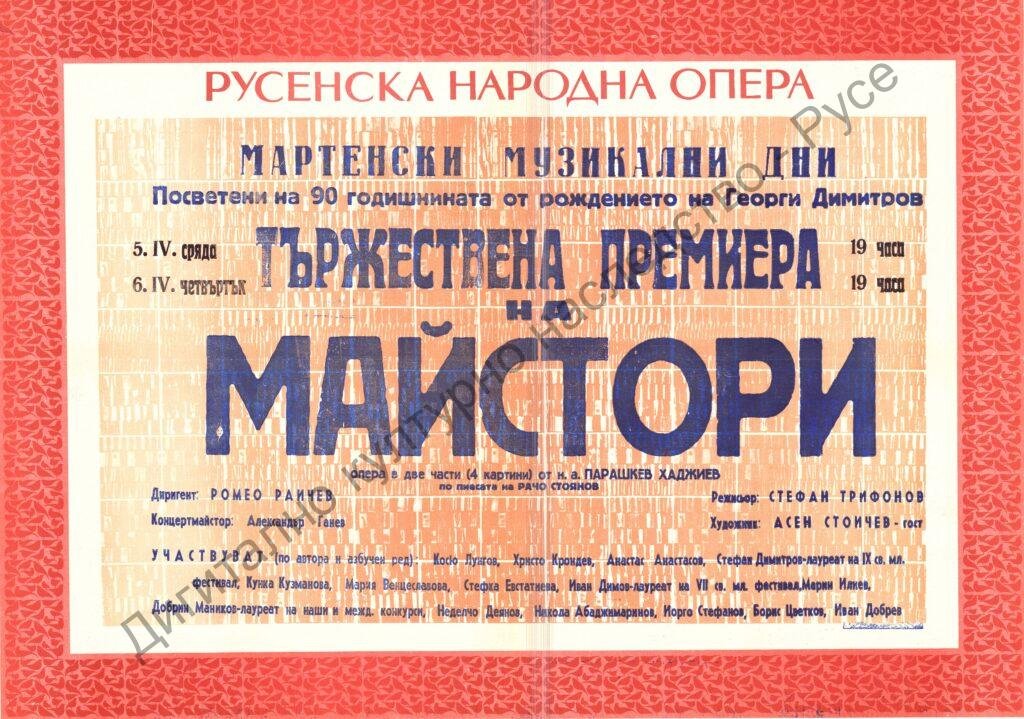 РУСЕНСКА НАРОДНА ОПЕРА
МАРТЕНСКИ МУЗИКАЛНИ ДНИ
Посветени на 90 годишнината от рождението на Георги Димитров
5. IV. сряда ТЪРЖЕСТВЕНА ПРЕМИЕРА 19 часа
6. IV. четвъртък 19 часа
НА
МАЙСТОРИ
опера в две части (4 картини) от н. а. ПАРАШКЕВ ХАДЖИЕВ
по пиесата на РАЧО СТОЯНОВ
Диригент: РОМЕО РАИЧЕВ Режисьор: СТЕФАН ТРИФОНОВ
Концертмайстор: Александър Ганев Художник: АСЕН СТОИЧЕВ - гост
УЧАСТВУВАТ (по автора и азбучен ред): Косю Лунгов, Христо Крондев, Анастас Анастасов, Стефан Димитров-лауреат на IX св. мл.
фестивал, Кунка Кузманова, Мария Венцеславова, Стефка Евстатиева, Иван Димов-лауреат на VII св. мл. фестивал, Марин Илиев,
Добрин Маников-лауреат на наши и межд. конкурси, Неделчо Деянов, Никола Абаджимаринов, Йорго Стефанов, Борис Цветков, Иван Добрев
Дигитално културно наследство - Русе